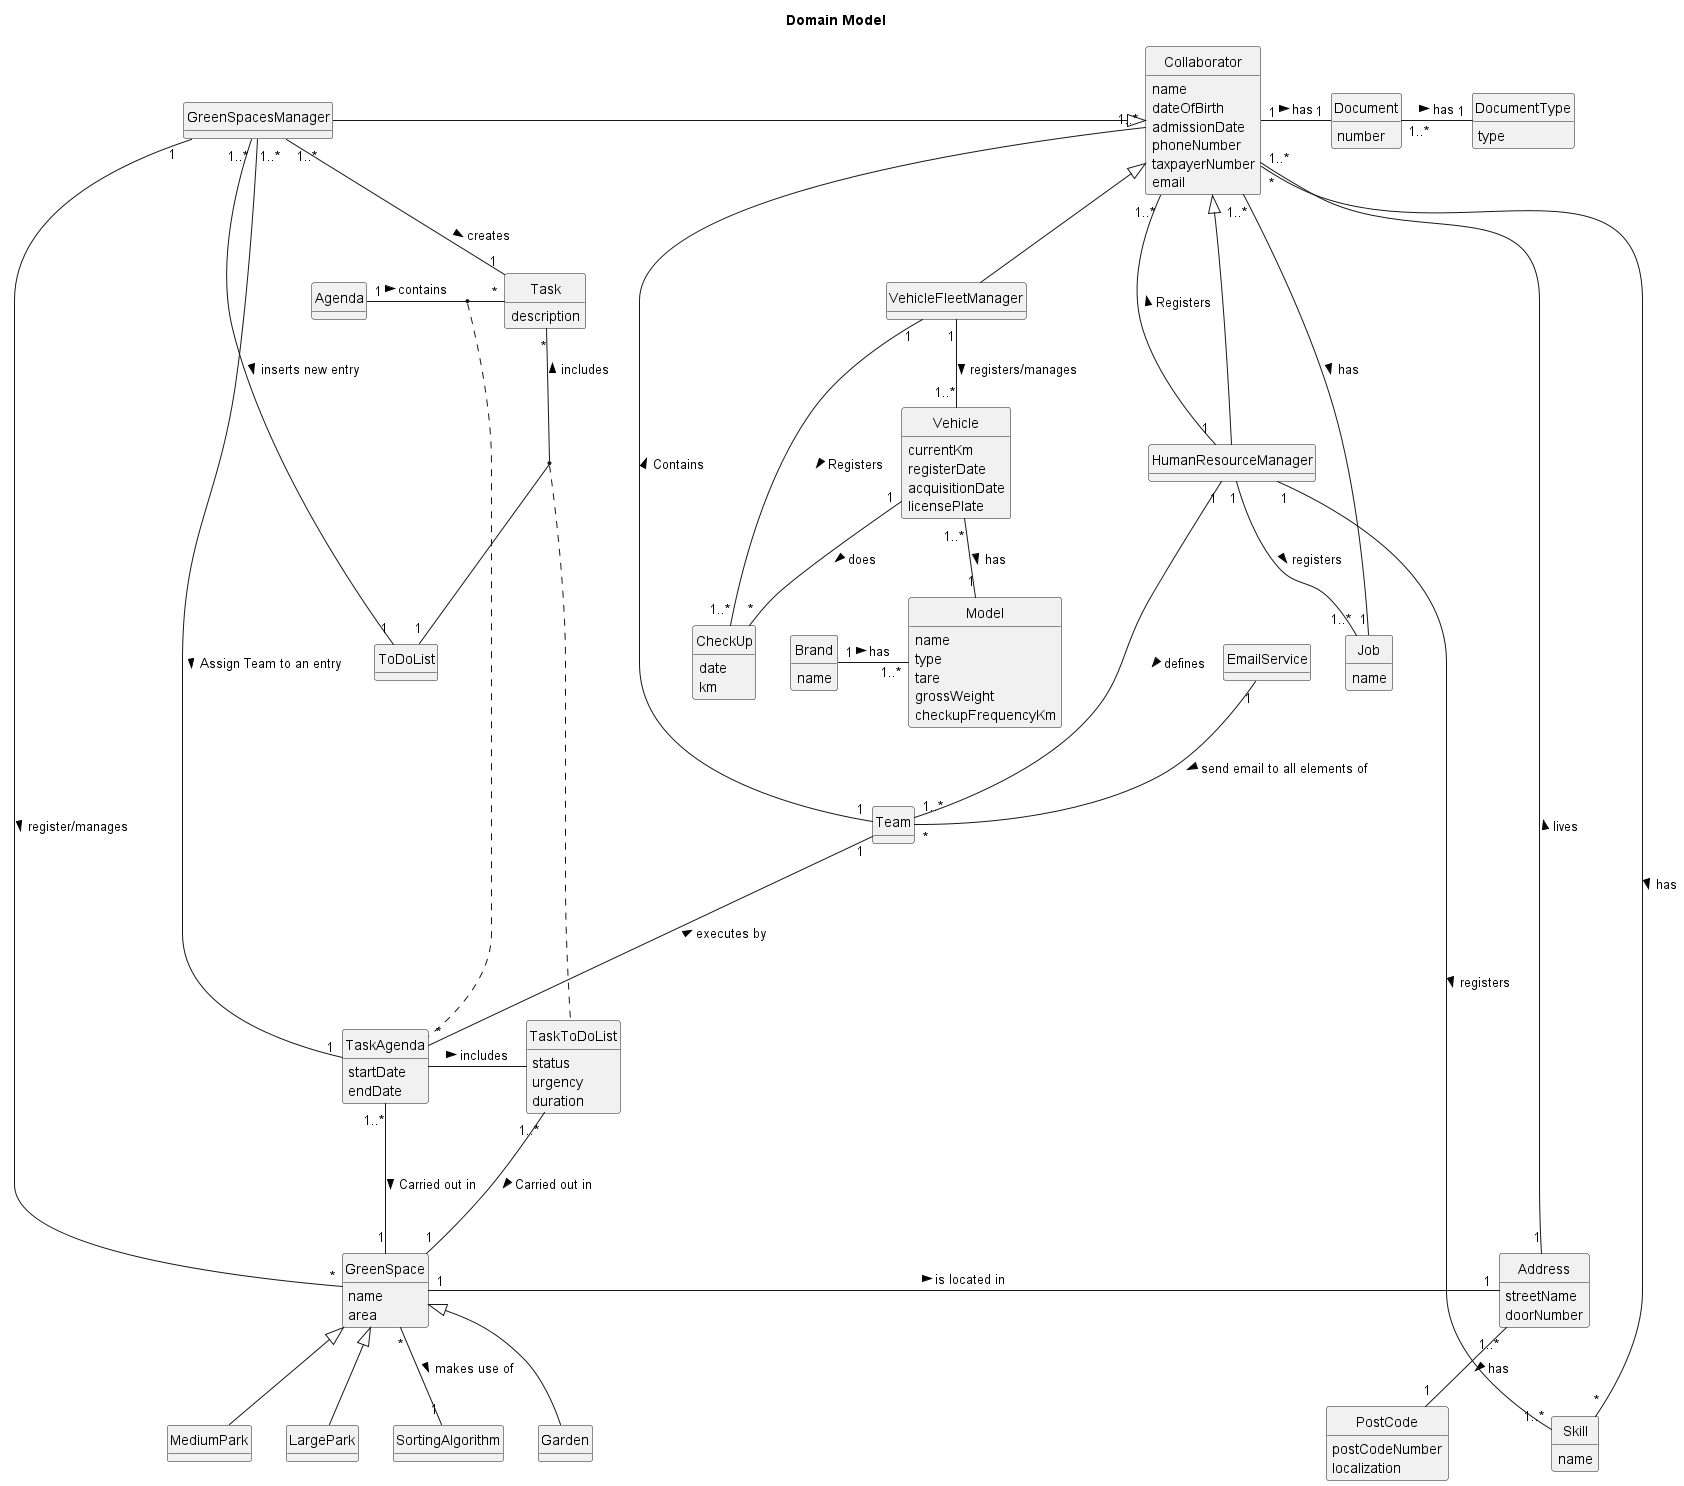 Domain Model
Collaborator
name
dateOfBirth
admissionDate
phoneNumber
taxpayerNumber
email
1 has 1
Document
number
1..* has 1
DocumentType
type
GreenSpacesManager
1..*
1
1..*
1..*
1..*
1..*
*
1..*
1..*
creates
1
Agenda
1 contains *
Task
description
*
VehicleFleetManager
1
1
Registers
inserts new entry
includes
registers/manages
has
1..*
Vehicle
currentKm
registerDate
acquisitionDate
licensePlate
1
1..*
1
HumanResourceManager
1
1
1
Contains
Registers
does
has
registers
1
1..*
*
1
1
1..*
1
ToDoList
CheckUp
date
km
Brand
name
1 has 1..*
Model
name
type
tare
grossWeight
checkupFrequencyKm
EmailService
1
Job
name
Assign Team to an entry
defines
send email to all elements of
1
1..*
Team
1
*
register/manages
lives
has
executes by
registers
*
1
TaskAgenda
startDate
endDate
includes
TaskToDoList
status
urgency
duration
1..*
1..*
Carried out in
Carried out in
1
1
1
*
GreenSpace
name
area
1 is located in 1
Address
streetName
doorNumber
*
1..*
makes use of
has
1
1
*
1..*
MediumPark
LargePark
SortingAlgorithm
Garden
PostCode
postCodeNumber
localization
Skill
name